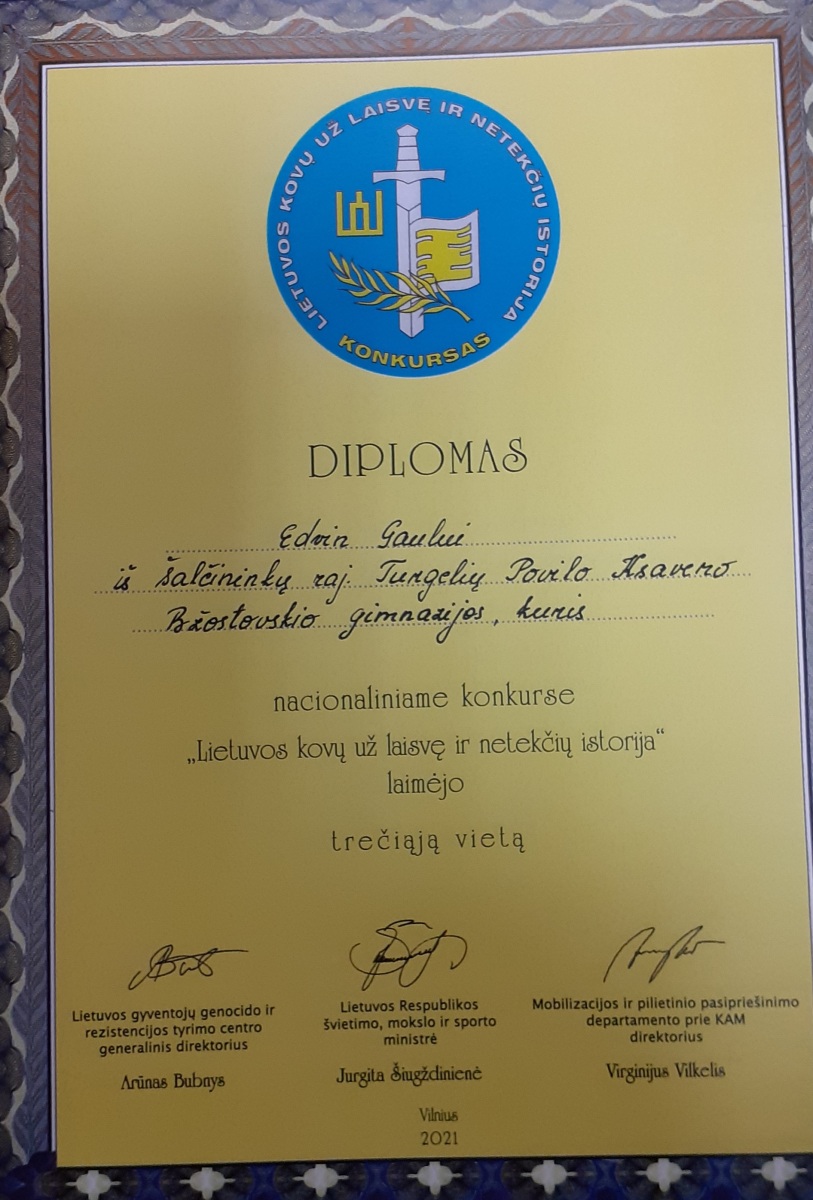 LIETUVOS KOVŲ UŽ LAISVĘ IR NETEKČIŲ ISTORIJA
KONKURSAS
DIPLOMAS
Edvin Gaului
iš Šalčininkų raj. Turgelių Povilo Ksavero
Bžostovskio gimnazijos, kuris
nacionaliniame konkurse
„Lietuvos kovų už laisvę ir netekčių istorija“
laimėjo
trečiąją vietą
Lietuvos gyventojų genocido ir
rezistencijos tyrimo centro
generalinis direktorius
Arūnas Bubnys
Lietuvos Respublikos
švietimo, mokslo ir sporto
ministrė
Jurgita Šiugždinienė
Mobilizacijos ir pilietinio pasipriešinimo
departamento prie KAM
direktorius
Virginijus Vilkelis
Vilnius
2021